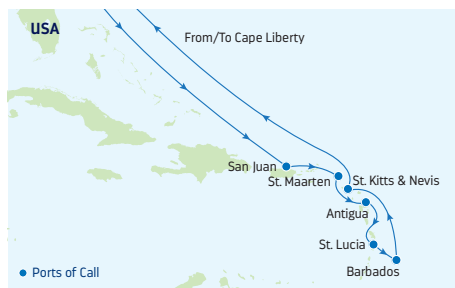 USA
From/To Cape Liberty
San Juan
St. Maarten
St. Kitts & Nevis
Antigua
St. Lucia
Barbados
Ports of Call